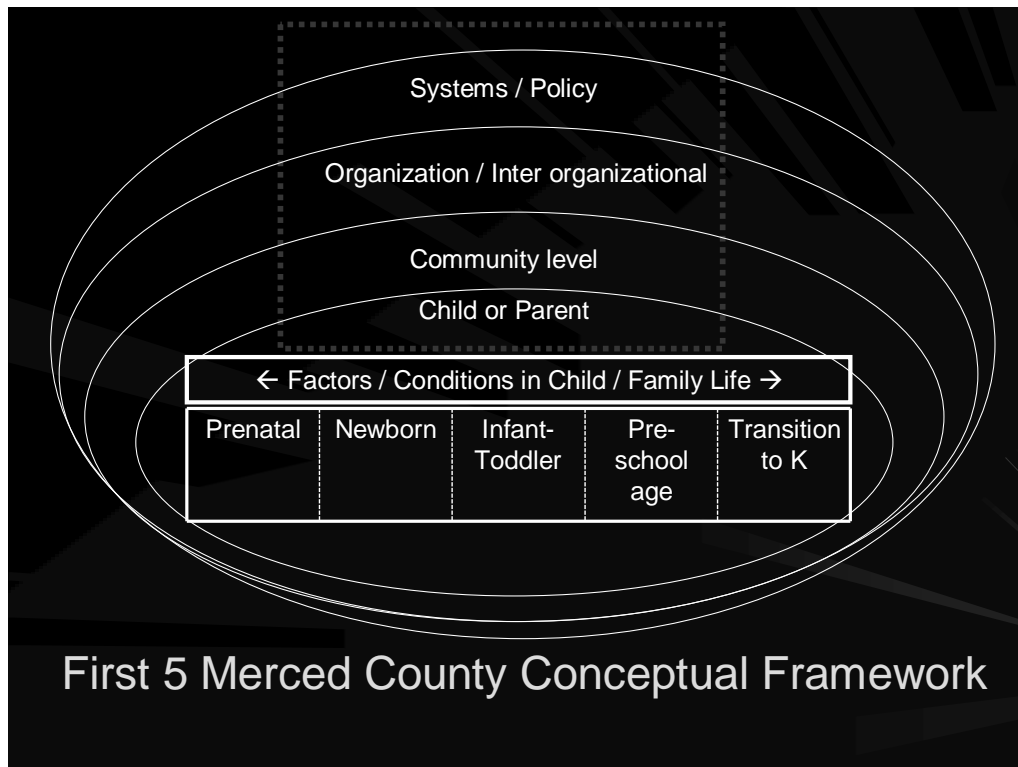 Systems / Policy
Organization / Inter organizational
Community level
Child or Parent
← Factors / Conditions in Child / Family Life →
Prenatal
Newborn
Infant-
Toddler
Pre-
school
age
Transition
to K
First 5 Merced County Conceptual Framework